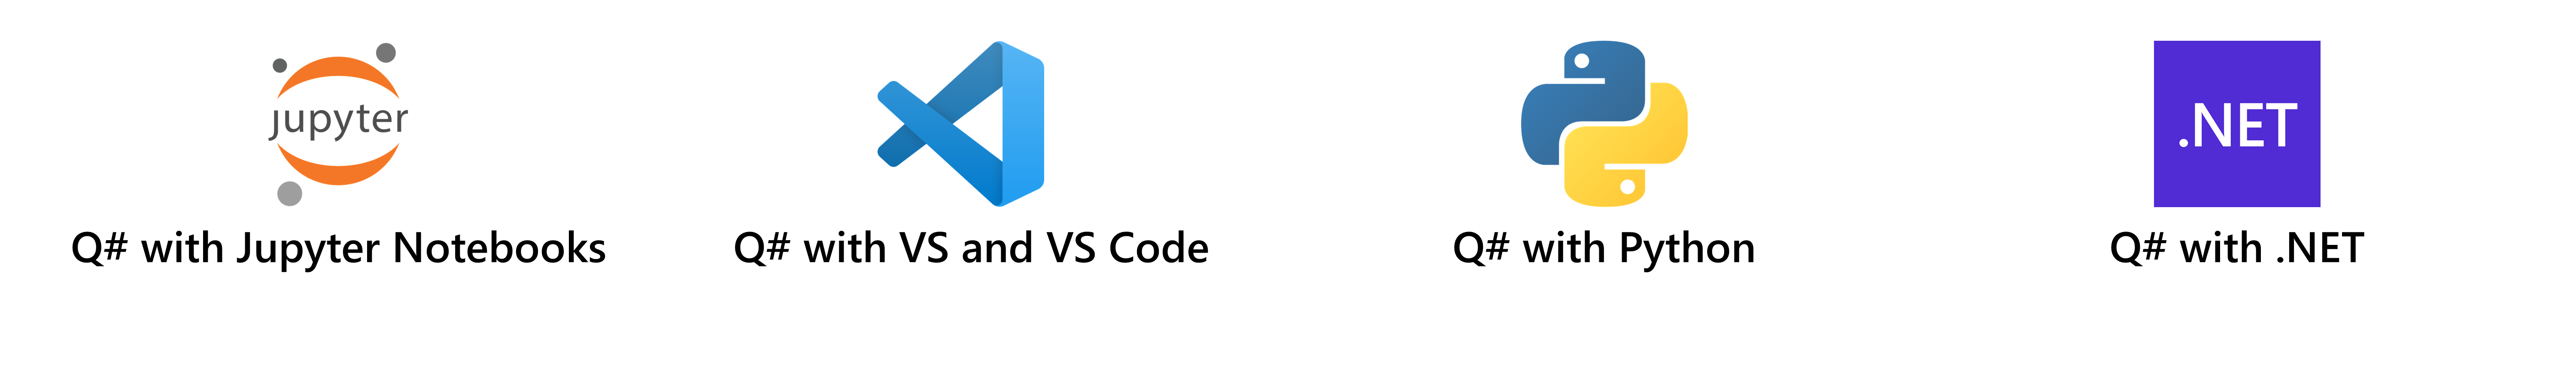 jupyter
.NET
Q# with Jupyter Notebooks
Q# with VS and VS Code
Q# with Python
Q# with .NET